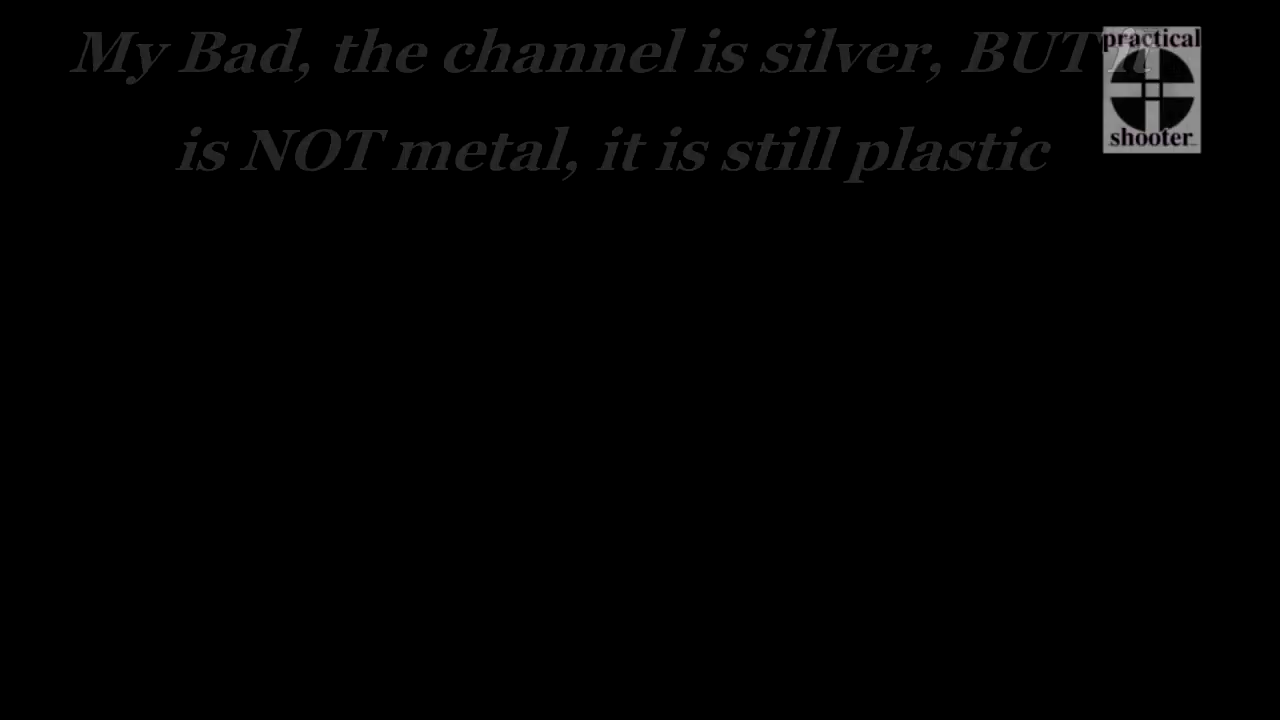 My Bad, the channel is silver, BUT it
is NOT metal, it is still plastic
practical
shooter